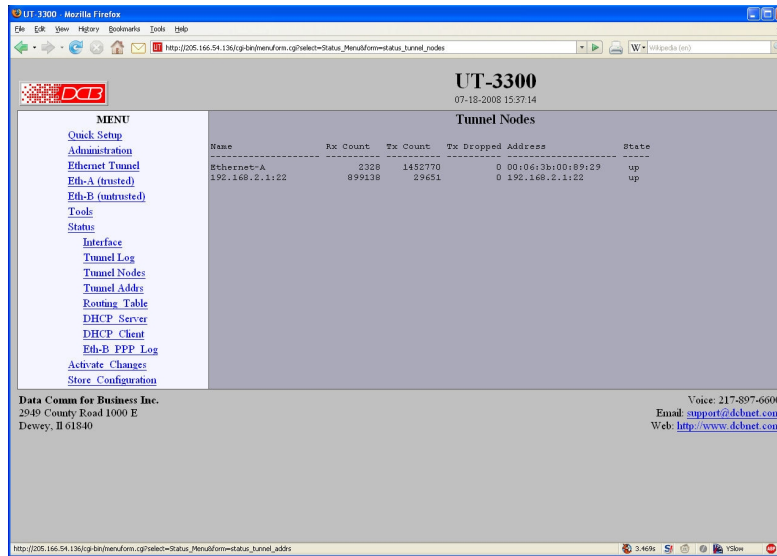 UT-3300 - Mozilla Firefox
File Edit View History Bookmarks Tools Help
UT http://205.166.54.136/cgi-bin/menuform.cgi?select=Status_Menu&form=status_tunnel_nodes W Wikipedia (en)
DCB
UT-3300
07-18-2008 15:37:14
MENU
Quick Setup
Administration
Ethernet Tunnel
Eth-A (trusted)
Eth-B (untrusted)
Tools
Status
Interface
Tunnel Log
Tunnel Nodes
Tunnel Addrs
Routing Table
DHCP Server
DHCP Client
Eth-B PPP Log
Activate Changes
Store Configuration
Tunnel Nodes
Name Rx Count Tx Count Tx Dropped Address State
-------------------- ---------- ---------- ---------- -------------------- -----
Ethernet-A 2328 1452770 0 00:06:3b:00:89:29 up
192.168.2.1:22 899138 29651 0 192.168.2.1:22 up
Data Comm for Business Inc.
2949 County Road 1000 E
Dewey, Il 61840
Voice: 217-897-6600
Email: support@dcbnet.com
Web: http://www.dcbnet.com
http://205.166.54.136/cgi-bin/menuform.cgi?select=Status_Menu&form=status_tunnel_addrs 3.469s YSlow